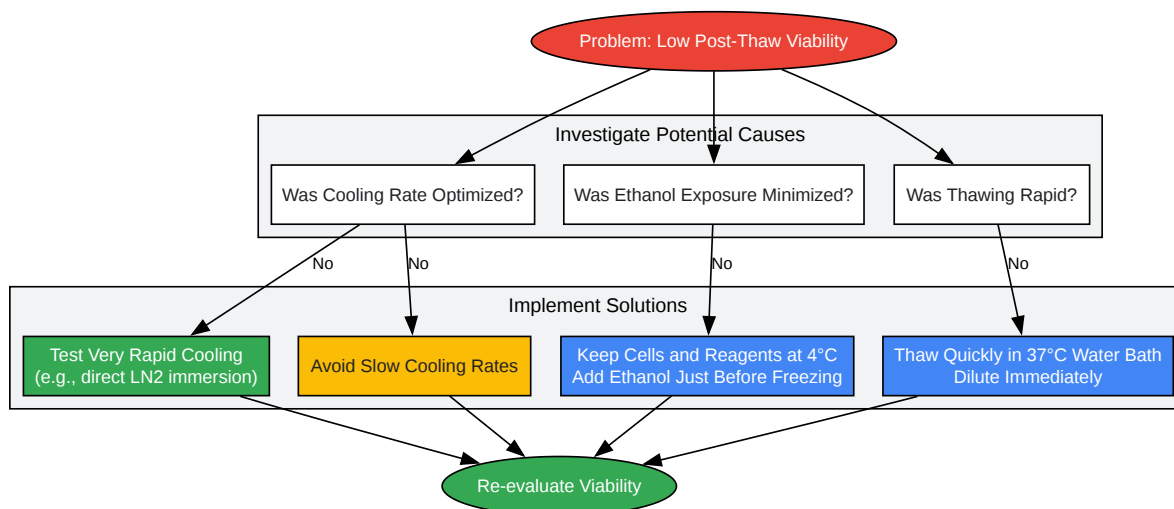 Problem: Low Post-Thaw Viability
Investigate Potential Causes
Was Cooling Rate Optimized?
Was Ethanol Exposure Minimized?
Was Thawing Rapid?
No
No
No
No
Implement Solutions
Test Very Rapid Cooling
(e.g., direct LN2 immersion)
Avoid Slow Cooling Rates
Keep Cells and Reagents at 4°C
Add Ethanol Just Before Freezing
Thaw Quickly in 37°C Water Bath
Dilute Immediately
Re-evaluate Viability